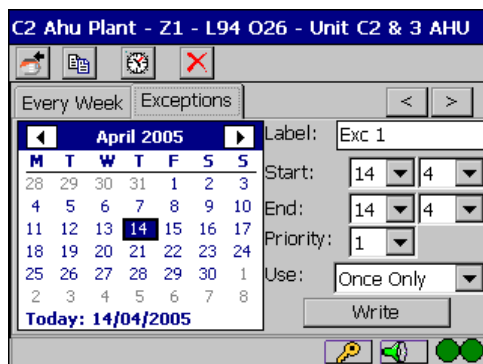 C2 Ahu Plant - Z1 - L94 O26 - Unit C2 & 3 AHU
Every Week Exceptions < >
April 2005
M T W T F S S
28 29 30 31 1 2 3
4 5 6 7 8 9 10
11 12 13 14 15 16 17
18 19 20 21 22 23 24
25 26 27 28 29 30 1
2 3 4 5 6 7 8
Today: 14/04/2005
Label: Exc 1
Start: 14 4
End: 14 4
Priority: 1
Use: Once Only
Write